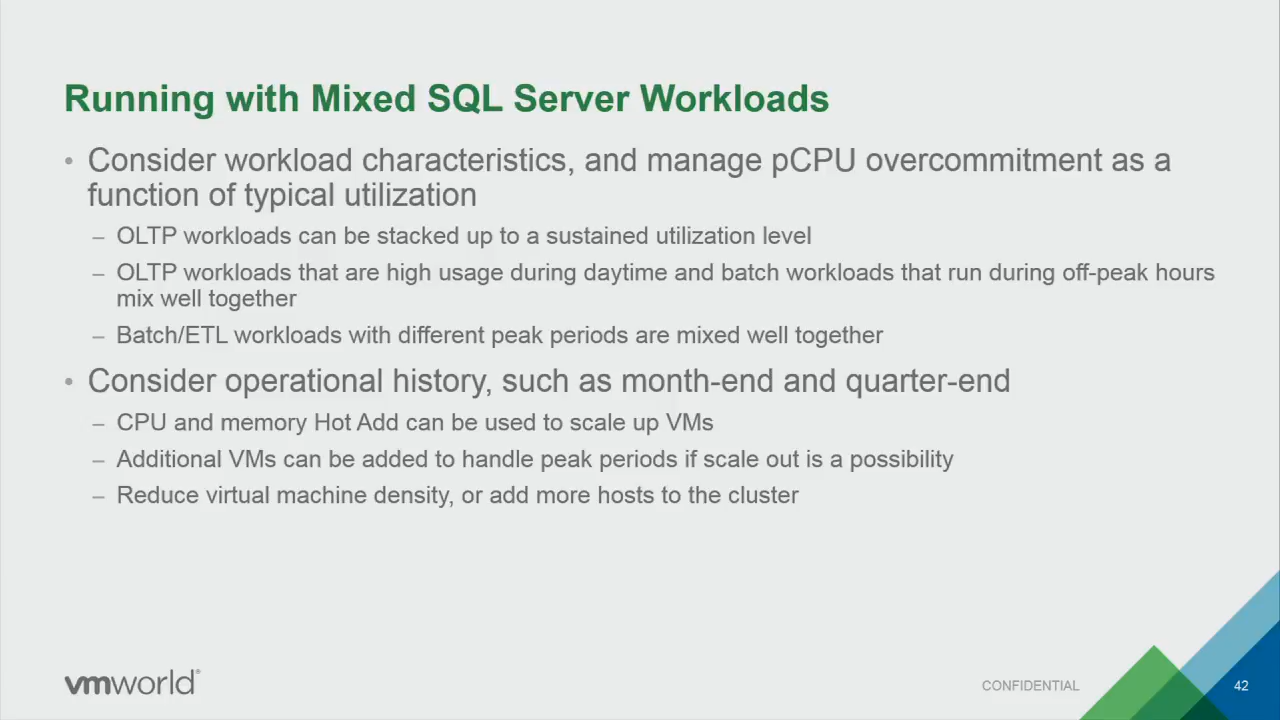 Running with Mixed SQL Server Workloads
• Consider workload characteristics, and manage pCPU overcommitment as a
function of typical utilization
– OLTP workloads can be stacked up to a sustained utilization level
– OLTP workloads that are high usage during daytime and batch workloads that run during off-peak hours
mix well together
– Batch/ETL workloads with different peak periods are mixed well together
• Consider operational history, such as month-end and quarter-end
– CPU and memory Hot Add can be used to scale up VMs
– Additional VMs can be added to handle peak periods if scale out is a possibility
– Reduce virtual machine density, or add more hosts to the cluster
vmworld®
CONFIDENTIAL
42